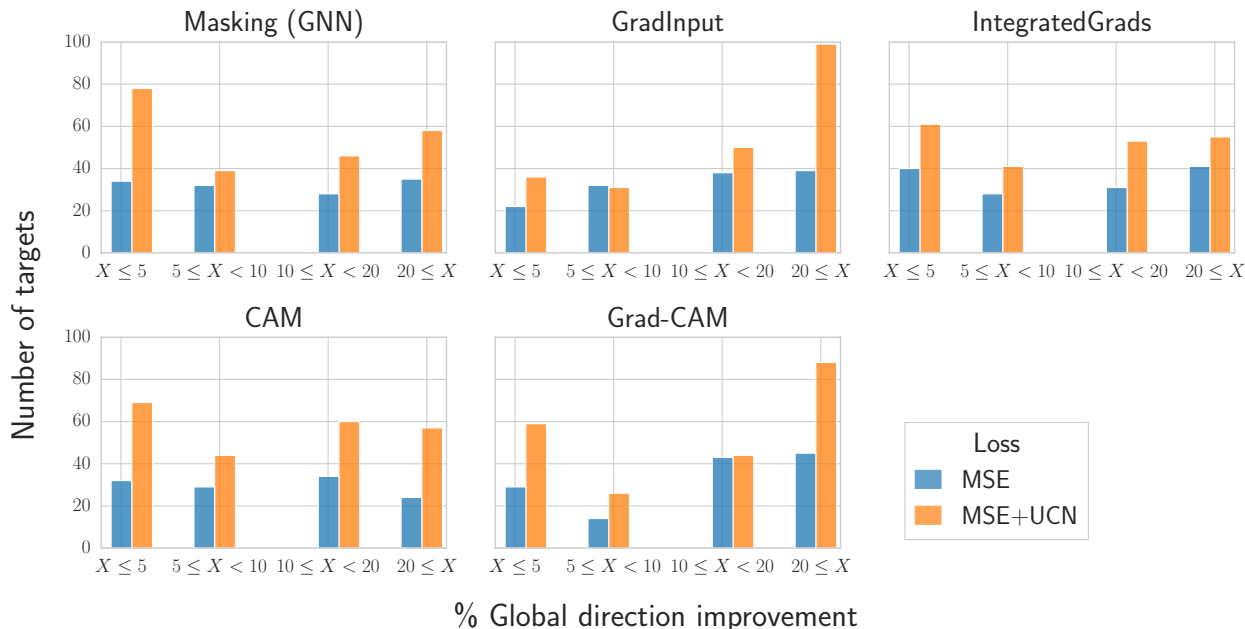 Masking (GNN)
GradInput
IntegratedGrads
100
80
60
40
20
0
X ≤ 5
5 ≤ X < 10
10 ≤ X < 20
20 ≤ X
X ≤ 5
5 ≤ X < 10
10 ≤ X < 20
20 ≤ X
X ≤ 5
5 ≤ X < 10
10 ≤ X < 20
20 ≤ X
Number of targets
CAM
Grad-CAM
100
80
60
40
20
0
X ≤ 5
5 ≤ X < 10
10 ≤ X < 20
20 ≤ X
X ≤ 5
5 ≤ X < 10
10 ≤ X < 20
20 ≤ X
Loss
MSE
MSE+UCN
% Global direction improvement